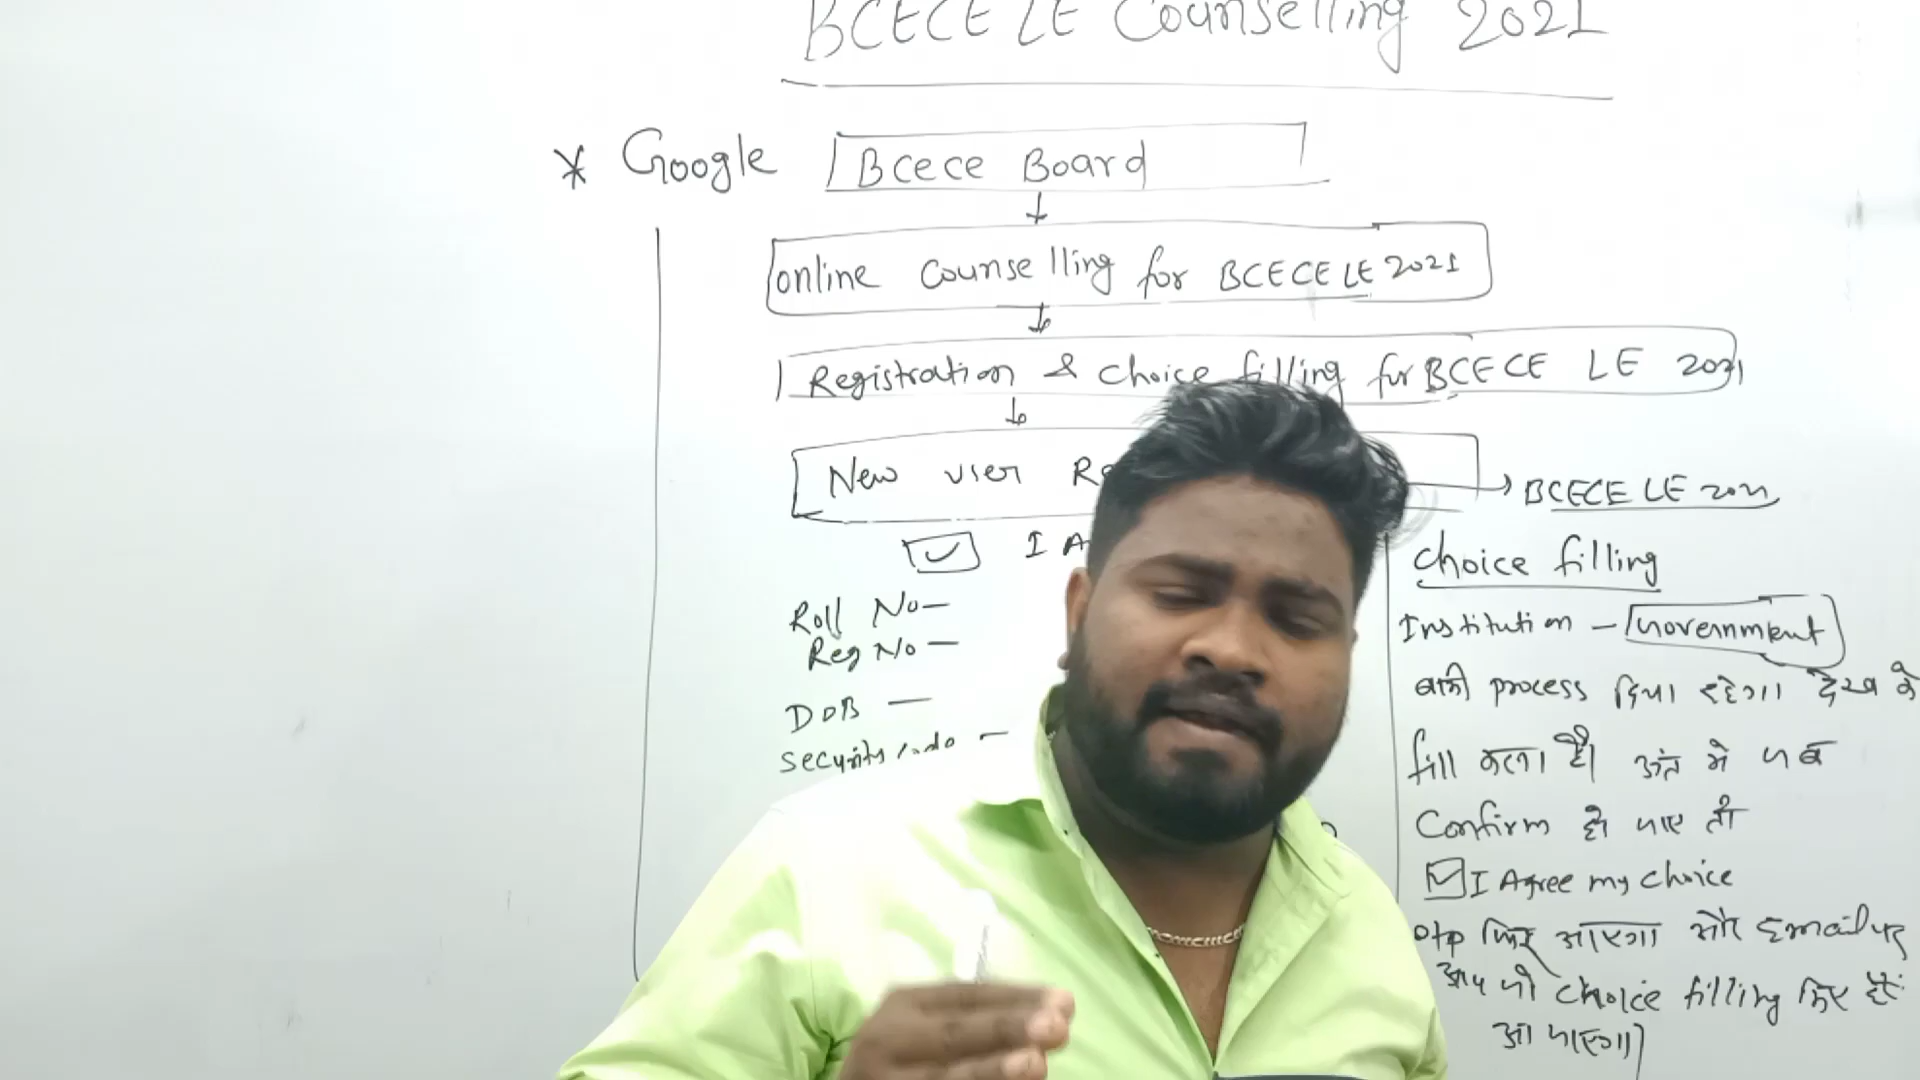 BCECE LE Counselling 2021
* Google Bcece Board
online counselling for BCECE LE 2021
Registration & choice filling for BCECE LE 2021
New user
→ BCECE LE 2021
I A
Roll No-
Reg No -
DOB -
Security -
choice filling
Institution - Government
बाकी process दिया रहेगा देख के
fill करना है। अंत में जब
Confirm हो जाए तो
I Agree my choice
otp फिर आएगा और Email पर
आप जो choice filling किए हैं
आ जाएगा।